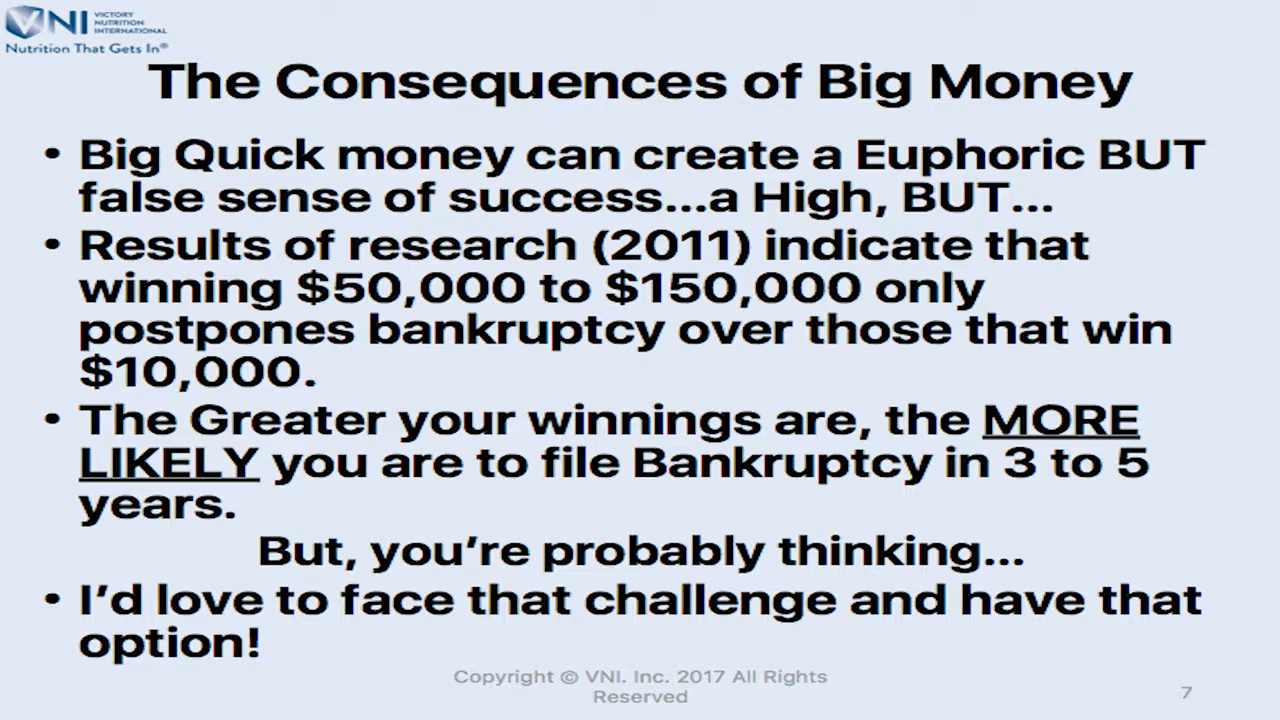 VNI VICTORY
NUTRITION
INTERNATIONAL
Nutrition That Gets In®
The Consequences of Big Money
• Big Quick money can create a Euphoric BUT
false sense of success...a High, BUT...
• Results of research (2011) indicate that
winning $50,000 to $150,000 only
postpones bankruptcy over those that win
$10,000.
• The Greater your winnings are, the MORE
LIKELY you are to file Bankruptcy in 3 to 5
years.
But, you’re probably thinking...
• I’d love to face that challenge and have that
option!
Copyright © VNI. Inc. 2017 All Rights
Reserved
7